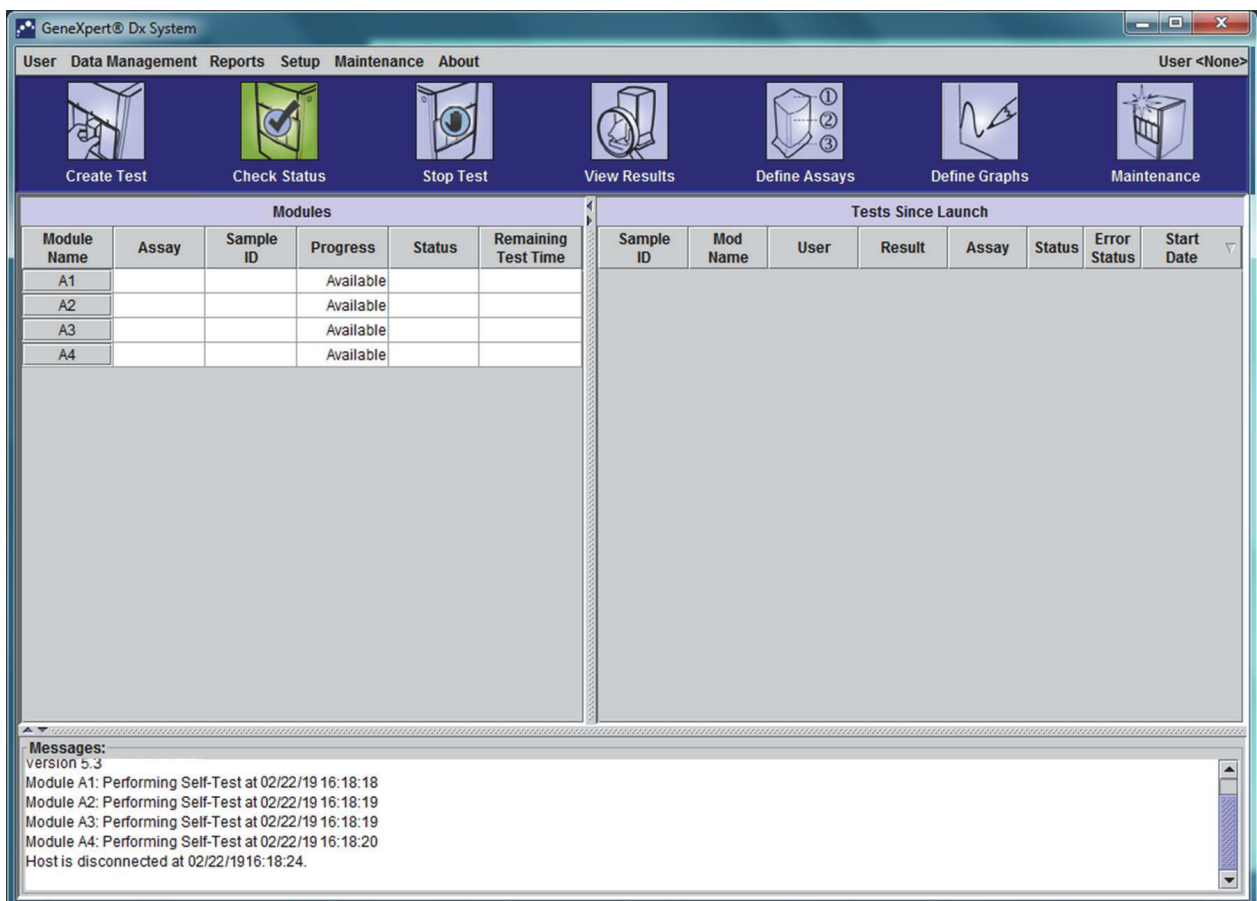 GeneXpert® Dx System
User Data Management Reports Setup Maintenance About User <None>
① ② ③
Create Test Check Status Stop Test View Results Define Assays Define Graphs Maintenance
Modules
Module Name Assay Sample ID Progress Status Remaining Test Time
A1 Available
A2 Available
A3 Available
A4 Available
Tests Since Launch
Sample ID Mod Name User Result Assay Status Error Status Start Date
Messages:
Version 5.3
Module A1: Performing Self-Test at 02/22/19 16:18:18
Module A2: Performing Self-Test at 02/22/19 16:18:19
Module A3: Performing Self-Test at 02/22/19 16:18:19
Module A4: Performing Self-Test at 02/22/19 16:18:20
Host is disconnected at 02/22/1916:18:24.